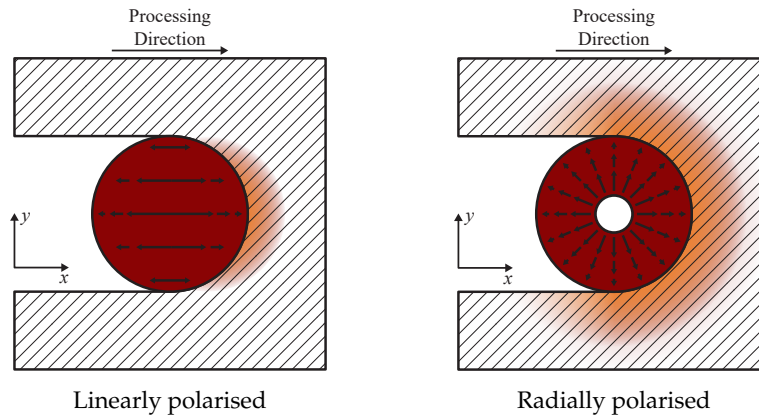 Processing
Direction
y
x
Linearly polarised
Processing
Direction
y
x
Radially polarised